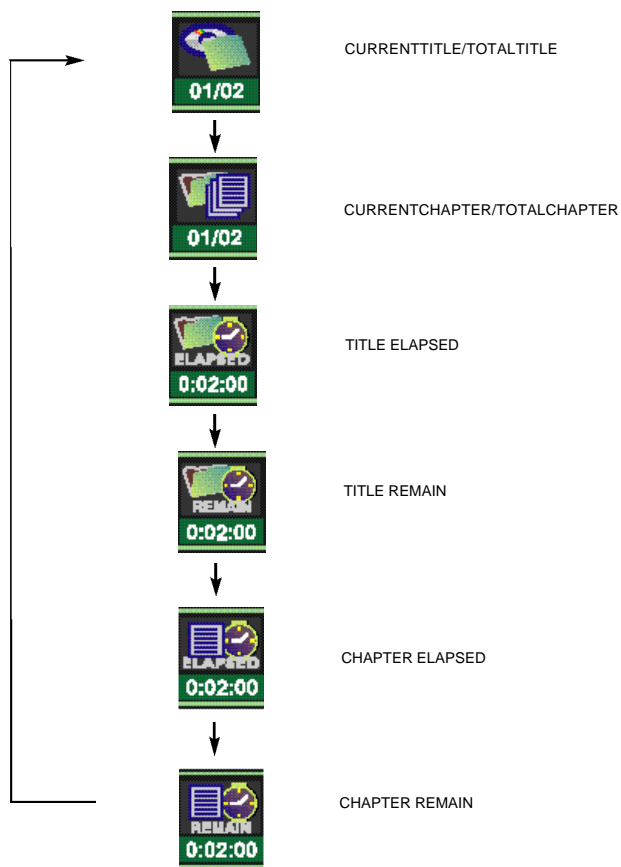 CURRENTTITLE/TOTALTITLE
01/02
CURRENTCHAPTER/TOTALCHAPTER
01/02
TITLE ELAPSED
ELAPSED
0:02:00
TITLE REMAIN
REMAIN
0:02:00
CHAPTER ELAPSED
ELAPSED
0:02:00
CHAPTER REMAIN
REMAIN
0:02:00